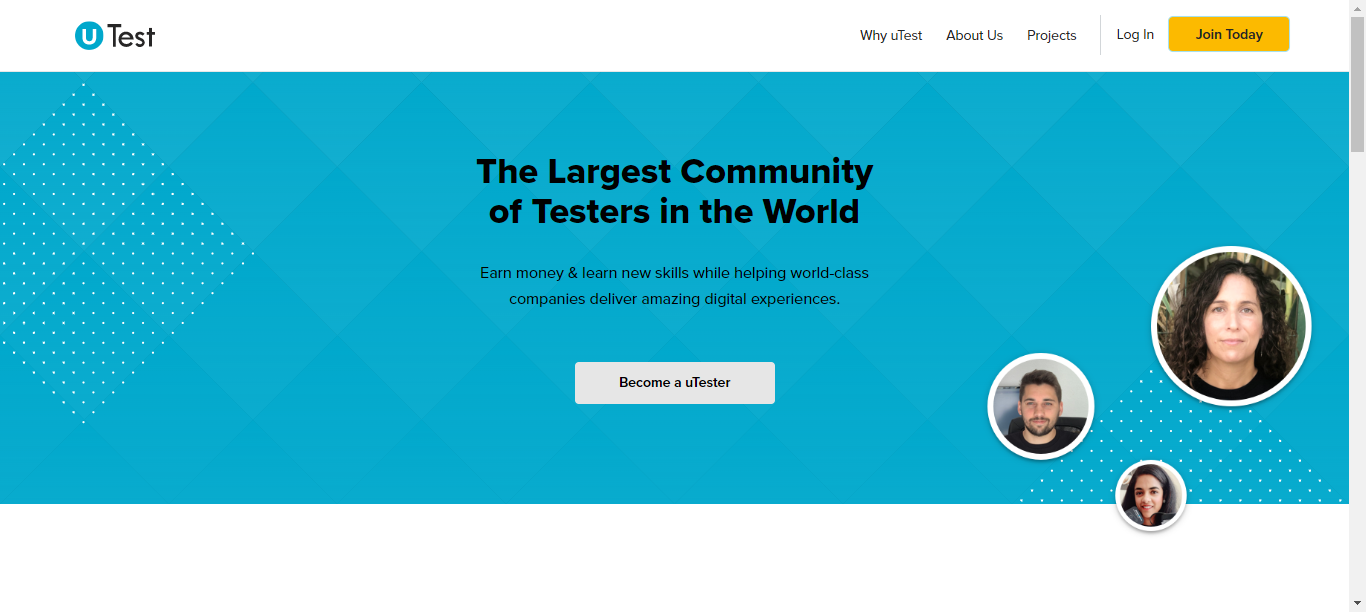 uTest
Why uTest
About Us
Projects
Log In
Join Today
The Largest Community
of Testers in the World
Earn money & learn new skills while helping world-class
companies deliver amazing digital experiences.
Become a uTester